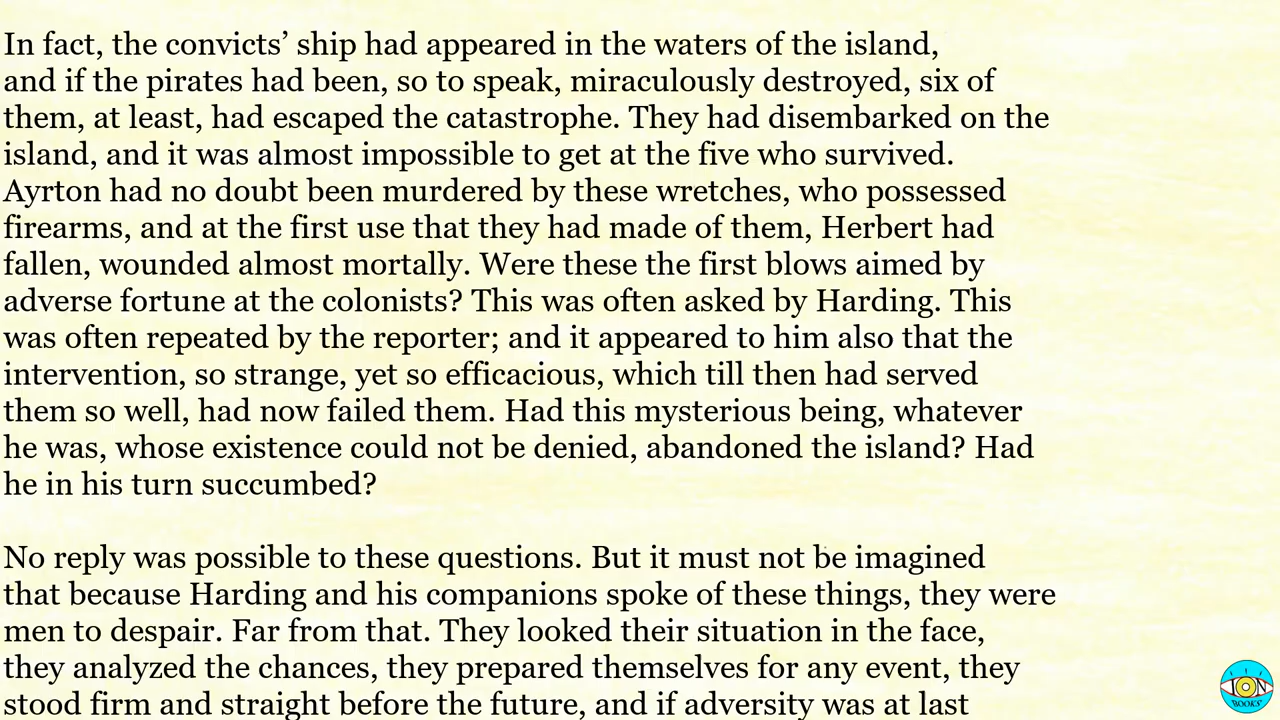 In fact, the convicts’ ship had appeared in the waters of the island,
and if the pirates had been, so to speak, miraculously destroyed, six of
them, at least, had escaped the catastrophe. They had disembarked on the
island, and it was almost impossible to get at the five who survived.
Ayrton had no doubt been murdered by these wretches, who possessed
firearms, and at the first use that they had made of them, Herbert had
fallen, wounded almost mortally. Were these the first blows aimed by
adverse fortune at the colonists? This was often asked by Harding. This
was often repeated by the reporter; and it appeared to him also that the
intervention, so strange, yet so efficacious, which till then had served
them so well, had now failed them. Had this mysterious being, whatever
he was, whose existence could not be denied, abandoned the island? Had
he in his turn succumbed?
No reply was possible to these questions. But it must not be imagined
that because Harding and his companions spoke of these things, they were
men to despair. Far from that. They looked their situation in the face,
they analyzed the chances, they prepared themselves for any event, they
stood firm and straight before the future, and if adversity was at last
ION
BOOKS